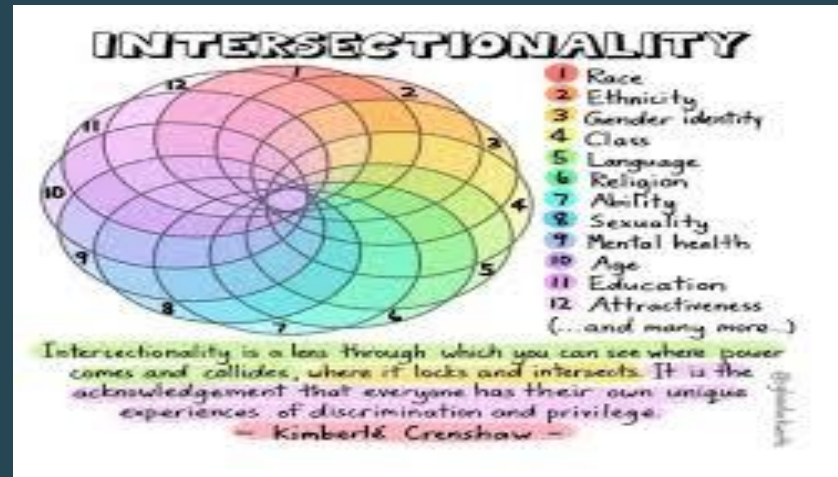 INTERSECTIONALITY
1
2
3
4
5
6
7
8
9
10
11
12
1 Race
2 Ethnicity
3 Gender identity
4 Class
5 Language
6 Religion
7 Ability
8 Sexuality
9 Mental health
10 Age
11 Education
12 Attractiveness
(...and many more...)
Intersectionality is a lens through which you can see where power
comes and collides, where it locks and intersects. It is the
acknowledgement that everyone has their own unique
experiences of discrimination and privilege.
– Kimberlé Crenshaw –